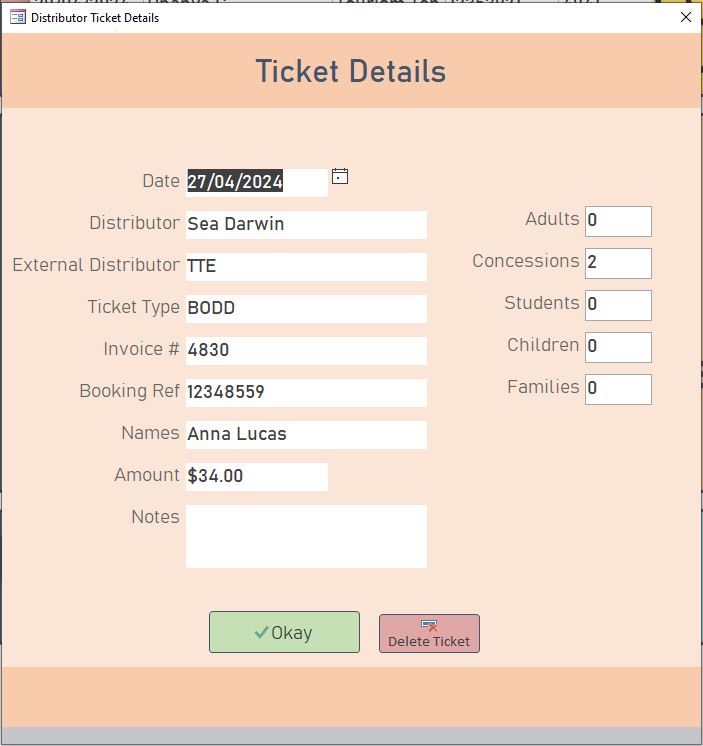 Distributor Ticket Details
Ticket Details
Date 27/04/2024
Distributor Sea Darwin
External Distributor TTE
Ticket Type BODD
Invoice # 4830
Booking Ref 12348559
Names Anna Lucas
Amount $34.00
Notes
Adults 0
Concessions 2
Students 0
Children 0
Families 0
Okay
Delete Ticket